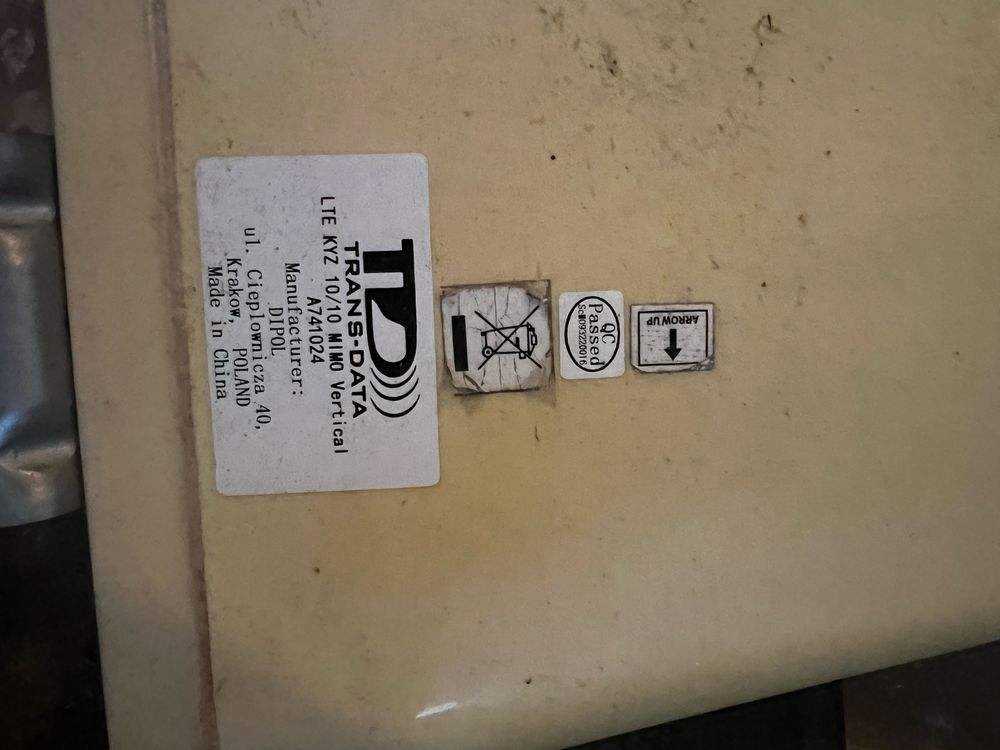 TD
TRANS-DATA
LTE KYZ 10/10 MIMO Vertical
A741024
Manufacturer:
DIPOL
ul. Cieplownicza 40,
Krakow, POLAND
Made in China
QC
Passed
ARROW UP